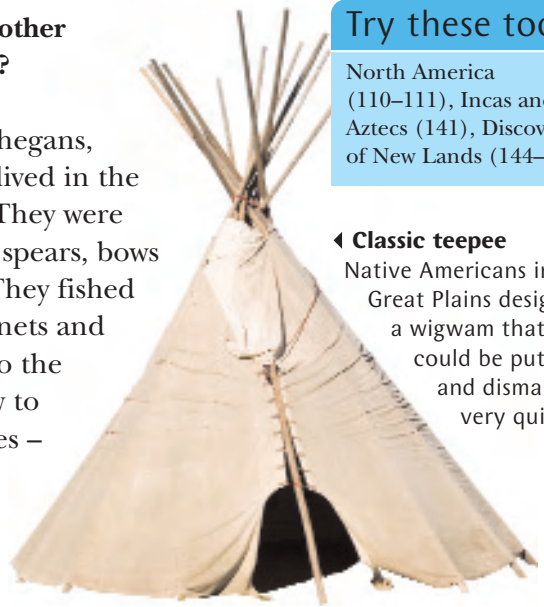 other
?
hegans,
lived in the
They were
spears, bows
They fished
nets and
o the
y to
es –
Try these too
North America
(110–111), Incas and
Aztecs (141), Discov
of New Lands (144–
Classic teepee
Native Americans in
Great Plains desig
a wigwam that
could be put
and disma
very qui